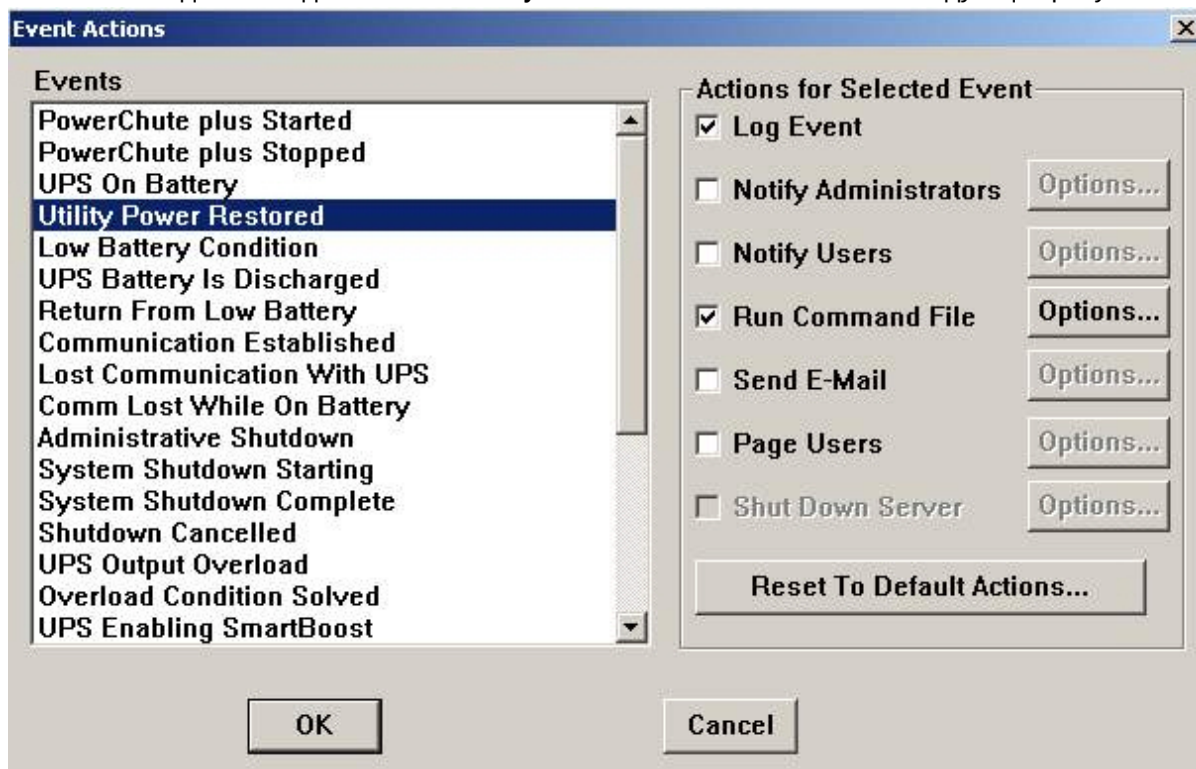 Event Actions
Events
PowerChute plus Started
PowerChute plus Stopped
UPS On Battery
Utility Power Restored
Low Battery Condition
UPS Battery Is Discharged
Return From Low Battery
Communication Established
Lost Communication With UPS
Comm Lost While On Battery
Administrative Shutdown
System Shutdown Starting
System Shutdown Complete
Shutdown Cancelled
UPS Output Overload
Overload Condition Solved
UPS Enabling SmartBoost
Actions for Selected Event
Log Event
Notify Administrators Options...
Notify Users Options...
Run Command File Options...
Send E-Mail Options...
Page Users Options...
Shut Down Server Options...
Reset To Default Actions...
OK Cancel